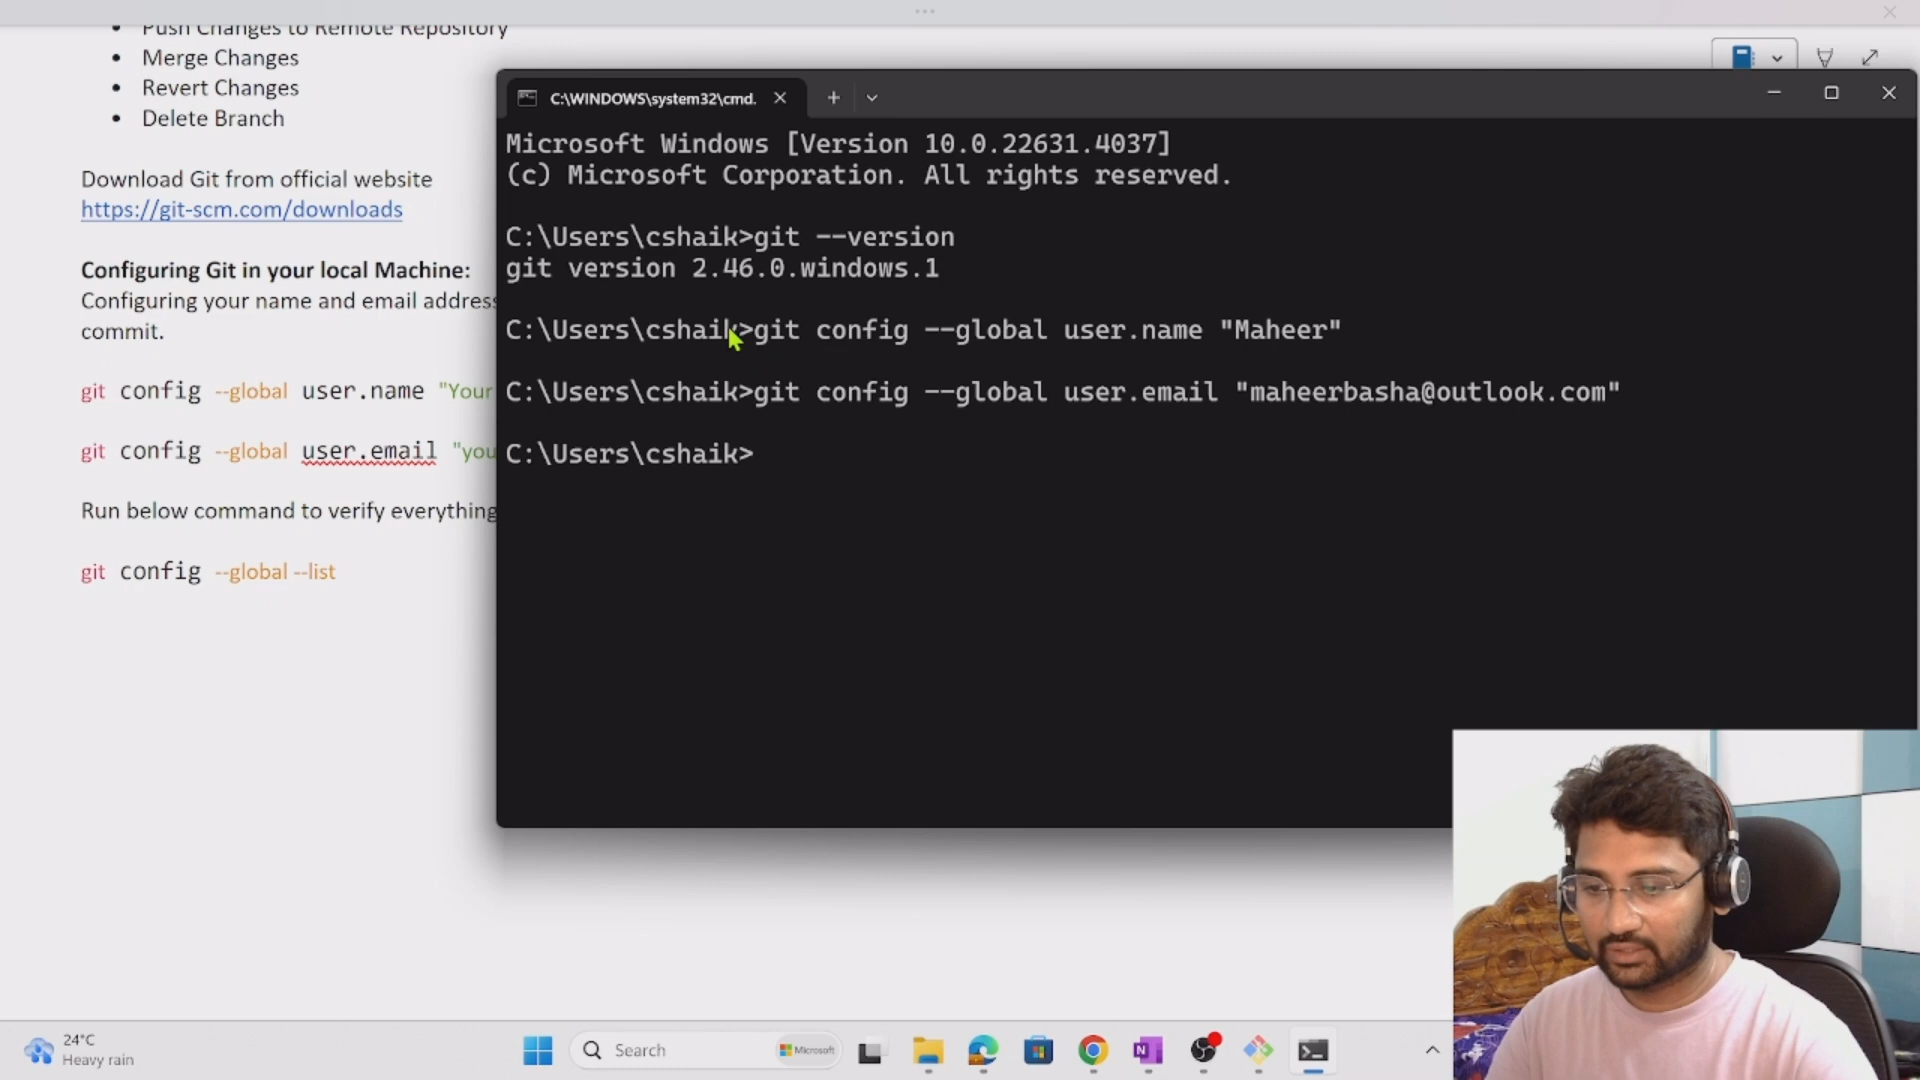 Push Changes to Remote Repository
Merge Changes
Revert Changes
Delete Branch
Download Git from official website
https://git-scm.com/downloads
Configuring Git in your local Machine:
Configuring your name and email address
commit.
git config --global user.name "Your
git config --global user.email "you
Run below command to verify everything
git config --global --list
C:\WINDOWS\system32\cmd.
Microsoft Windows [Version 10.0.22631.4037]
(c) Microsoft Corporation. All rights reserved.
C:\Users\cshaik>git --version
git version 2.46.0.windows.1
C:\Users\cshaik>git config --global user.name "Maheer"
C:\Users\cshaik>git config --global user.email "maheerbasha@outlook.com"
C:\Users\cshaik>
24°C
Heavy rain
Search
Microsoft